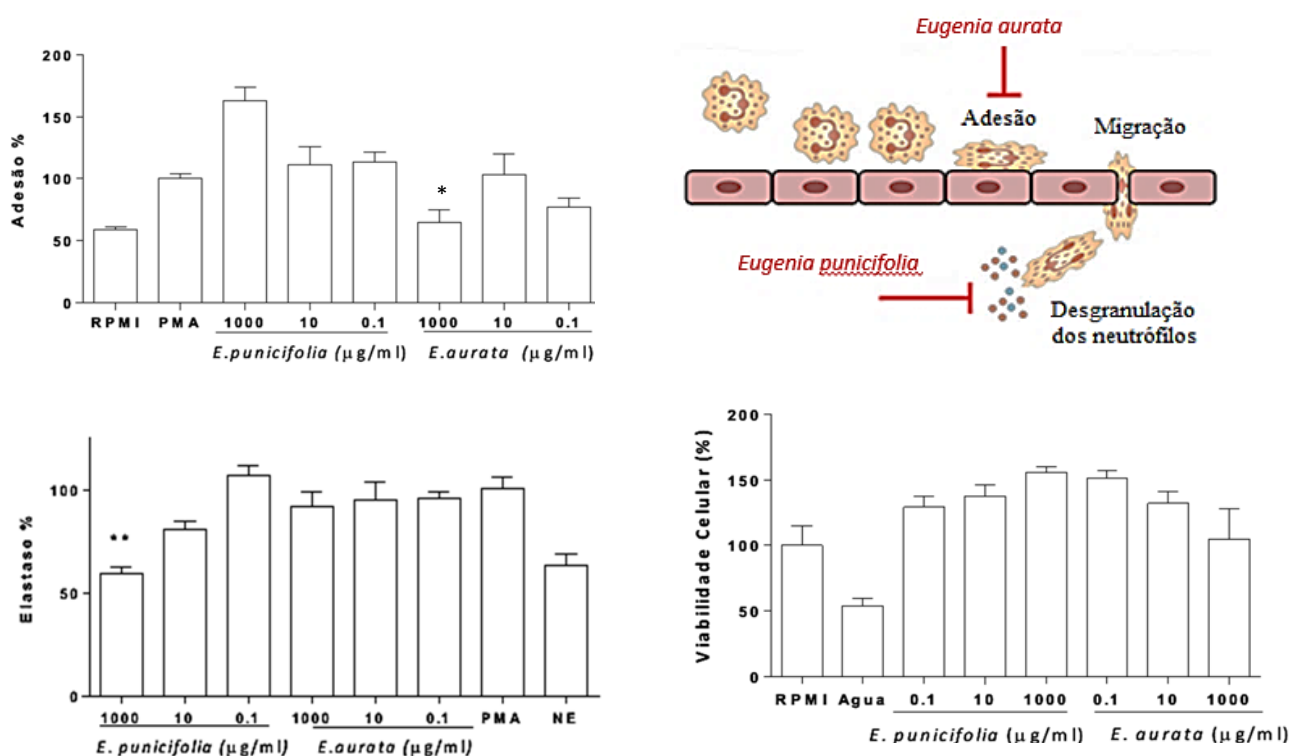 200
150
100
50
0
Adesão %
RPMI PMA 1000 10 0.1 1000 10 0.1
*
E.punicifolia (µg/ml) E.aurata (µg/ml)
Eugenia aurata
Adesão
Migração
Eugenia punicifolia
Desgranulação
dos neutrófilos
100
50
0
Elastaso %
**
1000 10 0.1 1000 10 0.1 PMA NE
E. punicifolia (µg/ml) E.aurata (µg/ml)
200
150
100
50
0
Viabilidade Celular (%)
RPMI Agua 0.1 10 1000 0.1 10 1000
E. punicifolia (µg/ml) E. aurata (µg/ml)